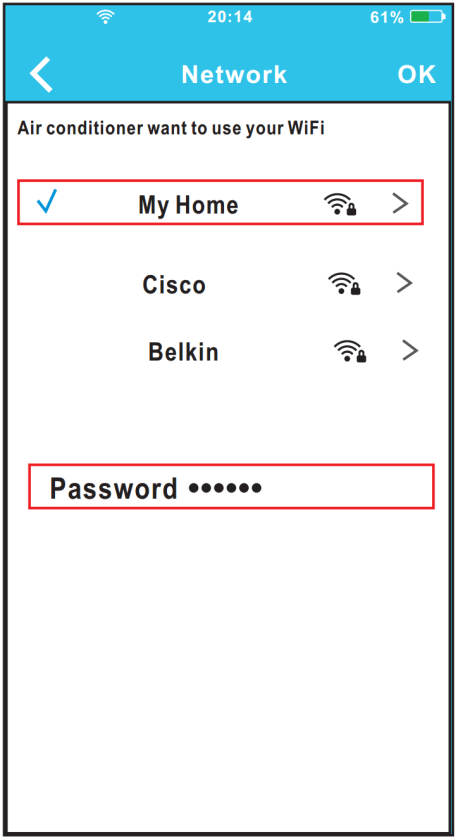 20:14 61%
Network OK
Air conditioner want to use your WiFi
My Home
Cisco
Belkin
Password ••••••